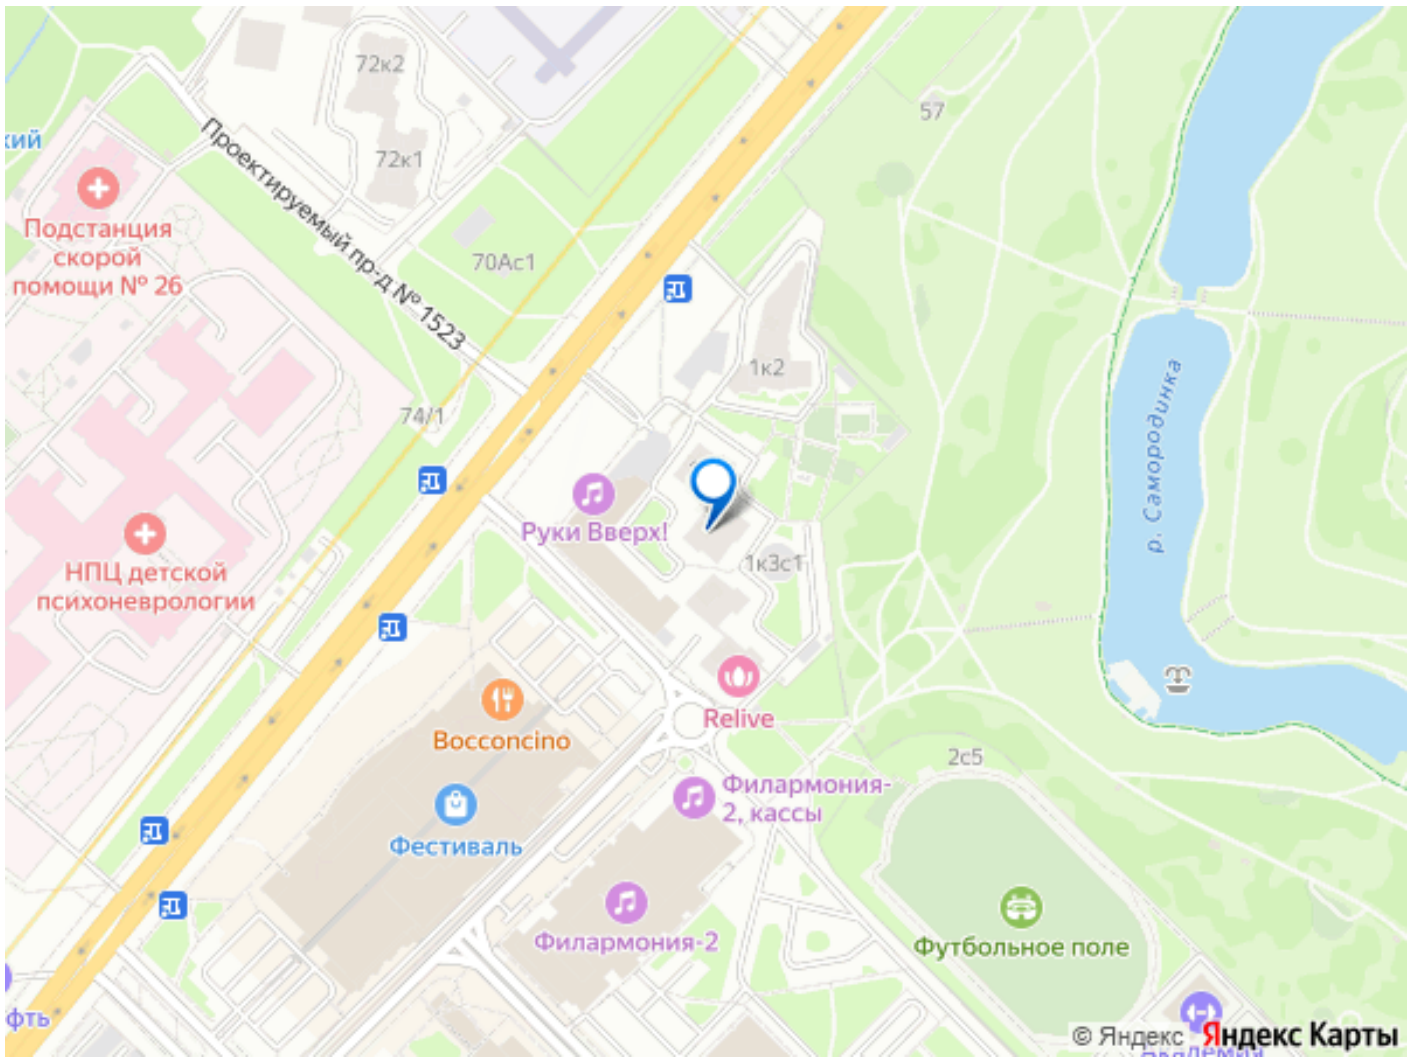 72к2
57
кий
72к1
Проектируемый пр-д № 1523
Подстанция
скорой
помощи № 26
70Ас1
1к2
р. Самородинка
74/1
Руки Вверх!
1к3с1
НПЦ детской
психоневрологии
Relive
Bocconcino
2с5
Филармония-
2, кассы
Фестиваль
Филармония-2
Футбольное поле
фть
© Яндекс Яндекс Карты